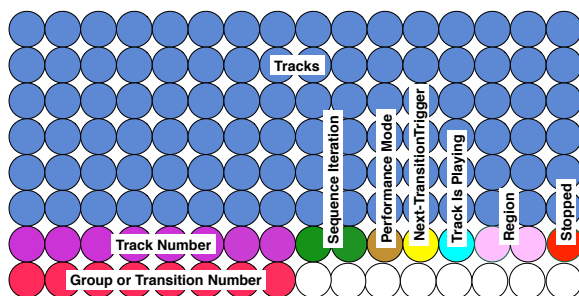 Tracks
Sequence Iteration
Performance Mode
Next-TransitionTrigger
Track Is Playing
Region
Stopped
Track Number
Group or Transition Number